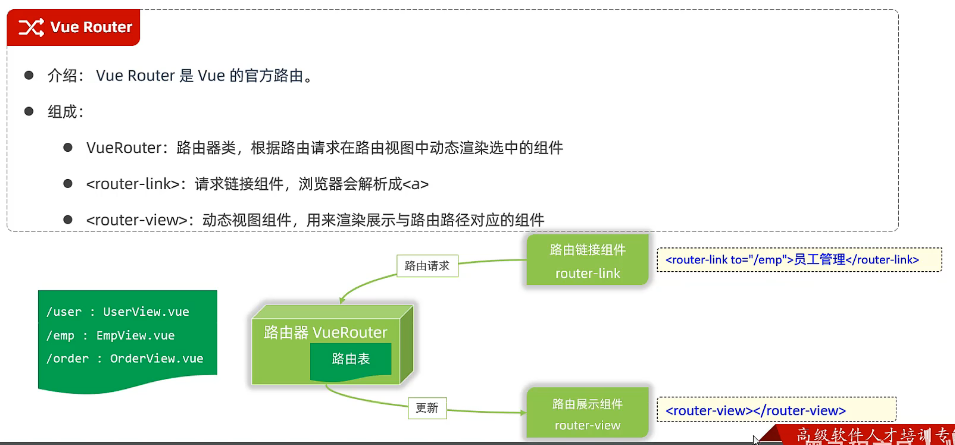 Vue Router
介绍： Vue Router 是 Vue 的官方路由。
组成：
VueRouter：路由器类，根据路由请求在路由视图中动态渲染选中的组件
<router-link>：请求链接组件，浏览器会解析成<a>
<router-view>：动态视图组件，用来渲染展示与路由路径对应的组件
路由链接组件
router-link
<router-link to="/emp">员工管理</router-link>
路由请求
/user : UserView.vue
/emp : EmpView.vue
/order : OrderView.vue
路由器 VueRouter
路由表
更新
路由展示组件
router-view
<router-view></router-view>
高级软件人才培训专